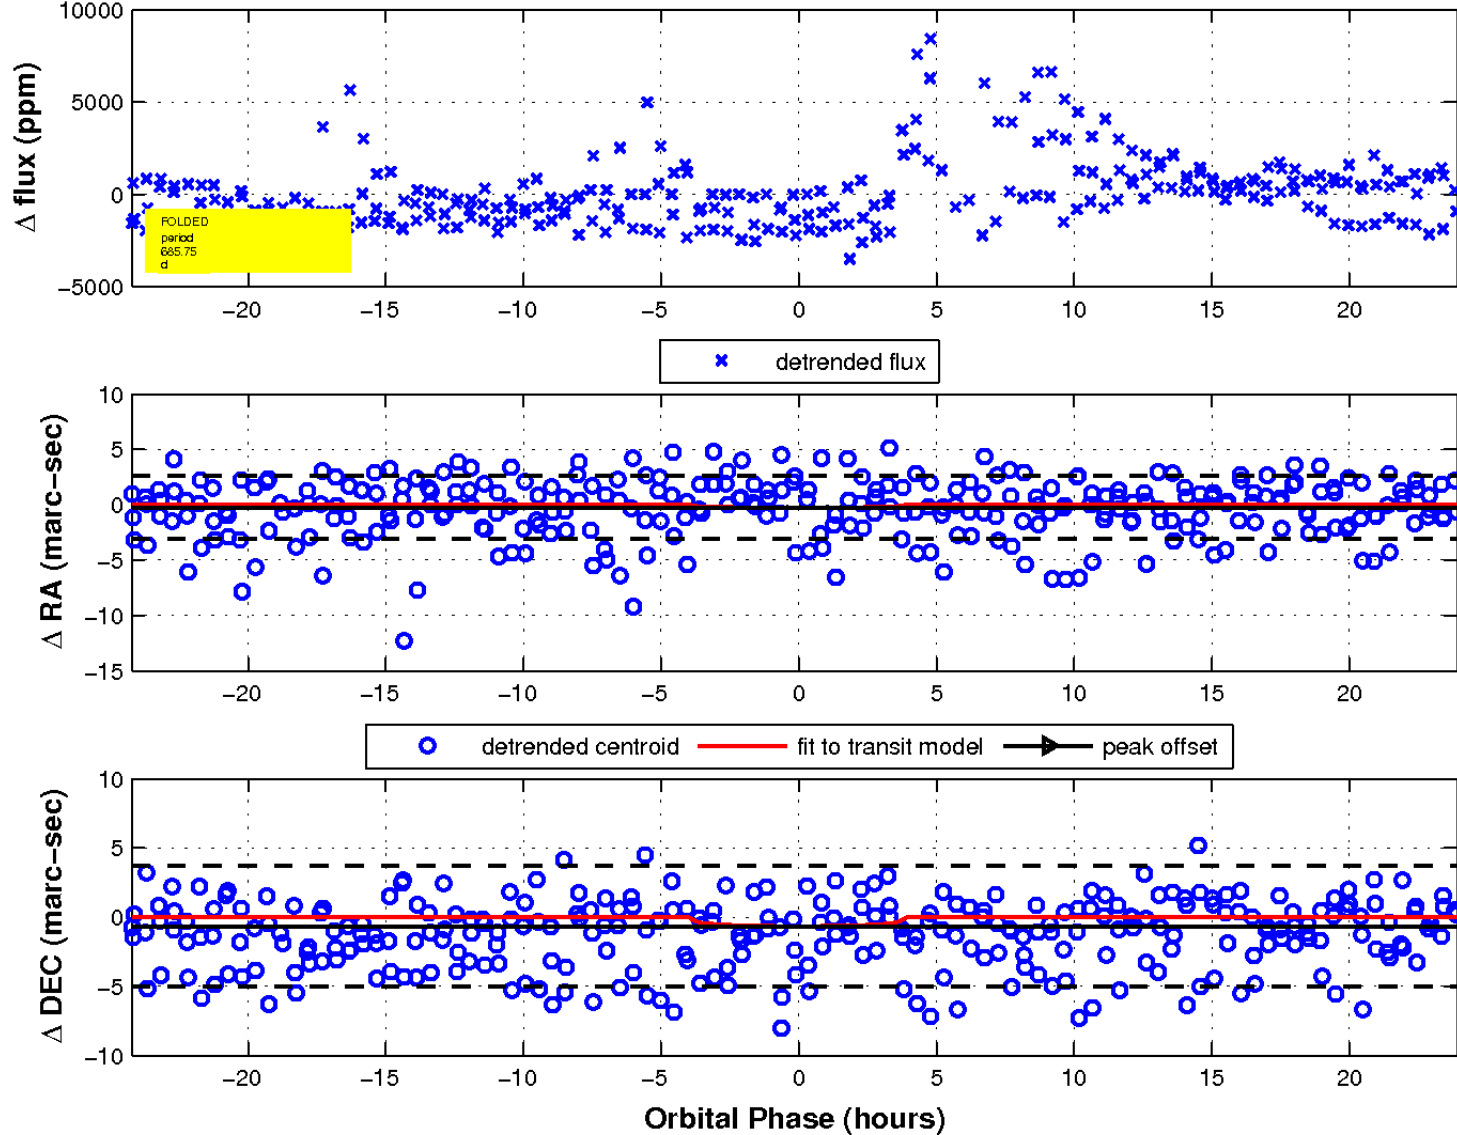 10000
5000
0
−5000
Δ flux (ppm)
FOLDED
period
685.75
d
−20 −15 −10 −5 0 5 10 15 20
detrended flux
10
5
0
−5
−10
−15
Δ RA (marc−sec)
−20 −15 −10 −5 0 5 10 15 20
detrended centroid fit to transit model peak offset
10
5
0
−5
−10
Δ DEC (marc−sec)
−20 −15 −10 −5 0 5 10 15 20
Orbital Phase (hours)